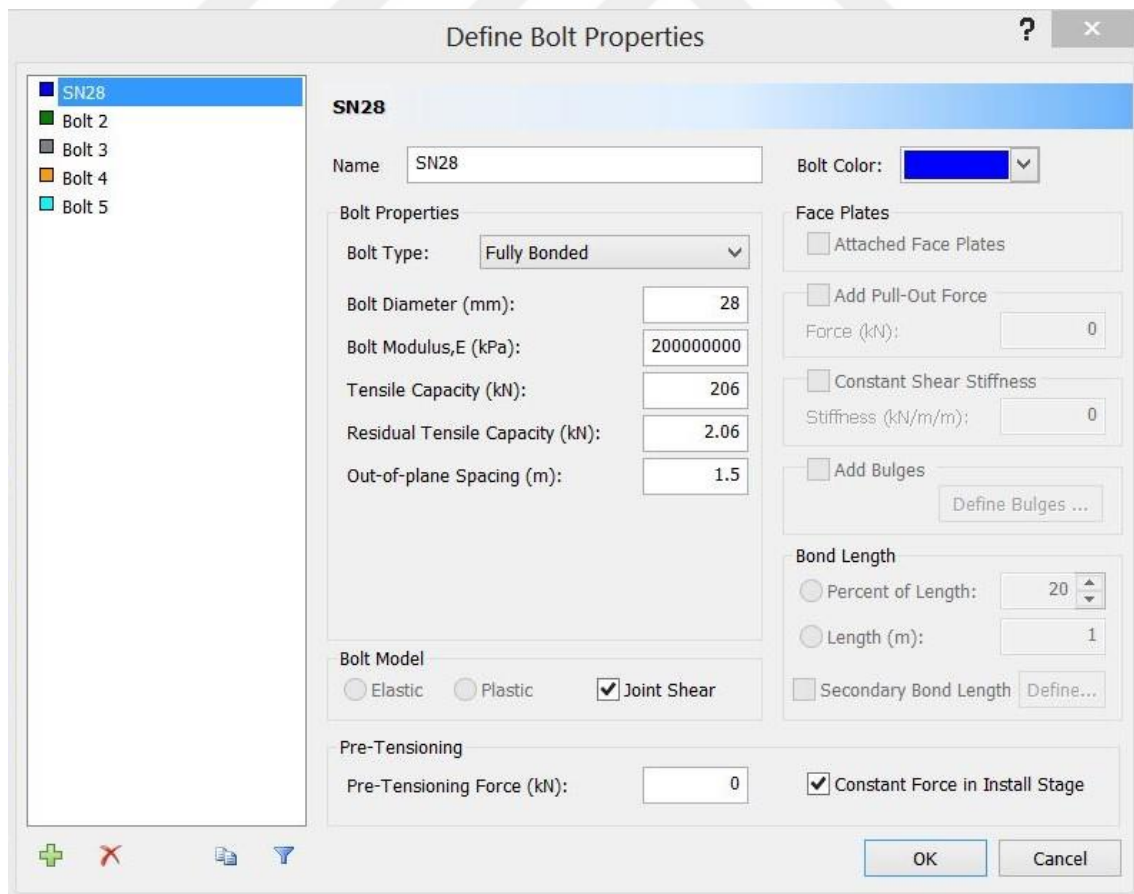 Define Bolt Properties
?
×
SN28
Bolt 2
Bolt 3
Bolt 4
Bolt 5
SN28
Name SN28 Bolt Color:
Bolt Properties
Bolt Type: Fully Bonded
Bolt Diameter (mm): 28
Bolt Modulus,E (kPa): 200000000
Tensile Capacity (kN): 206
Residual Tensile Capacity (kN): 2.06
Out-of-plane Spacing (m): 1.5
Face Plates
Attached Face Plates
Add Pull-Out Force
Force (kN): 0
Constant Shear Stiffness
Stiffness (kN/m/m): 0
Add Bulges
Define Bulges ...
Bond Length
Percent of Length: 20
Length (m): 1
Secondary Bond Length Define...
Bolt Model
Elastic Plastic Joint Shear
Pre-Tensioning
Pre-Tensioning Force (kN): 0 Constant Force in Install Stage
OK Cancel